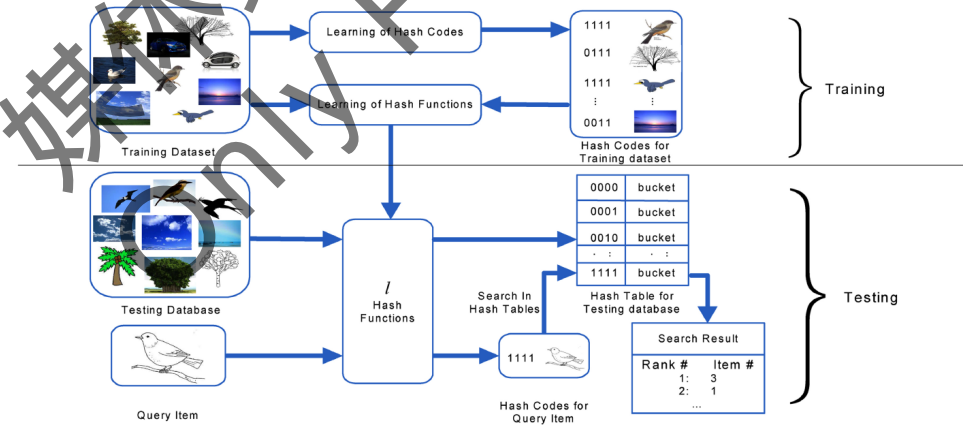 Learning of Hash Codes
Learning of Hash Functions
1111
0111
1111
:
:
0011
Training
Training Dataset
Hash Codes for
Training dataset
0000 bucket
0001 bucket
0010 bucket
. : . :
1111 bucket
l
Hash
Functions
Testing Database
Search In
Hash Tables
Hash Table for
Testing database
Testing
1111
Search Result
Rank # Item #
1: 3
2: 1
...
Query Item
Hash Codes for
Query Item
Only